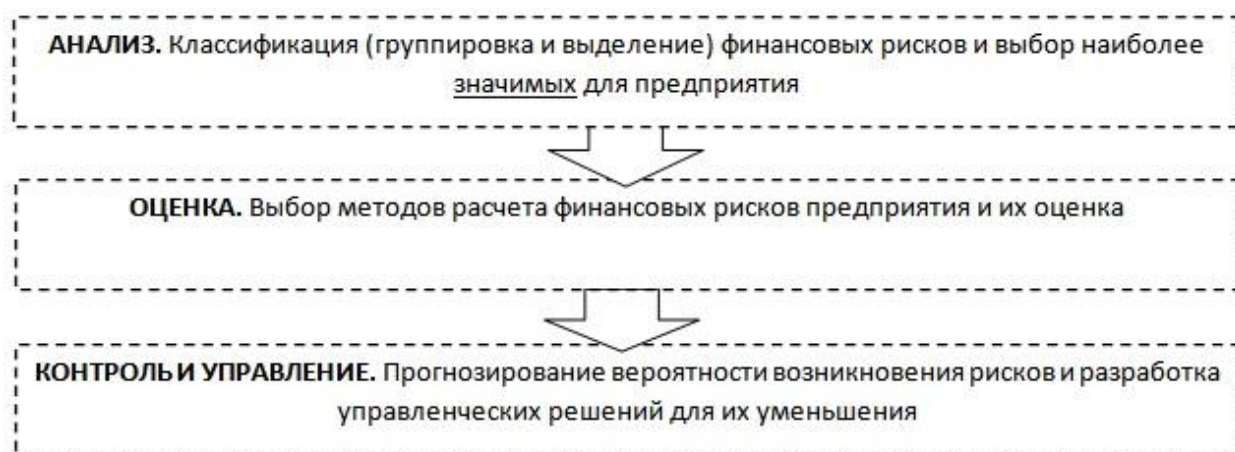 АНАЛИЗ. Классификация (группировка и выделение) финансовых рисков и выбор наиболее
значимых для предприятия
ОЦЕНКА. Выбор методов расчета финансовых рисков предприятия и их оценка
КОНТРОЛЬ И УПРАВЛЕНИЕ. Прогнозирование вероятности возникновения рисков и разработка
управленческих решений для их уменьшения